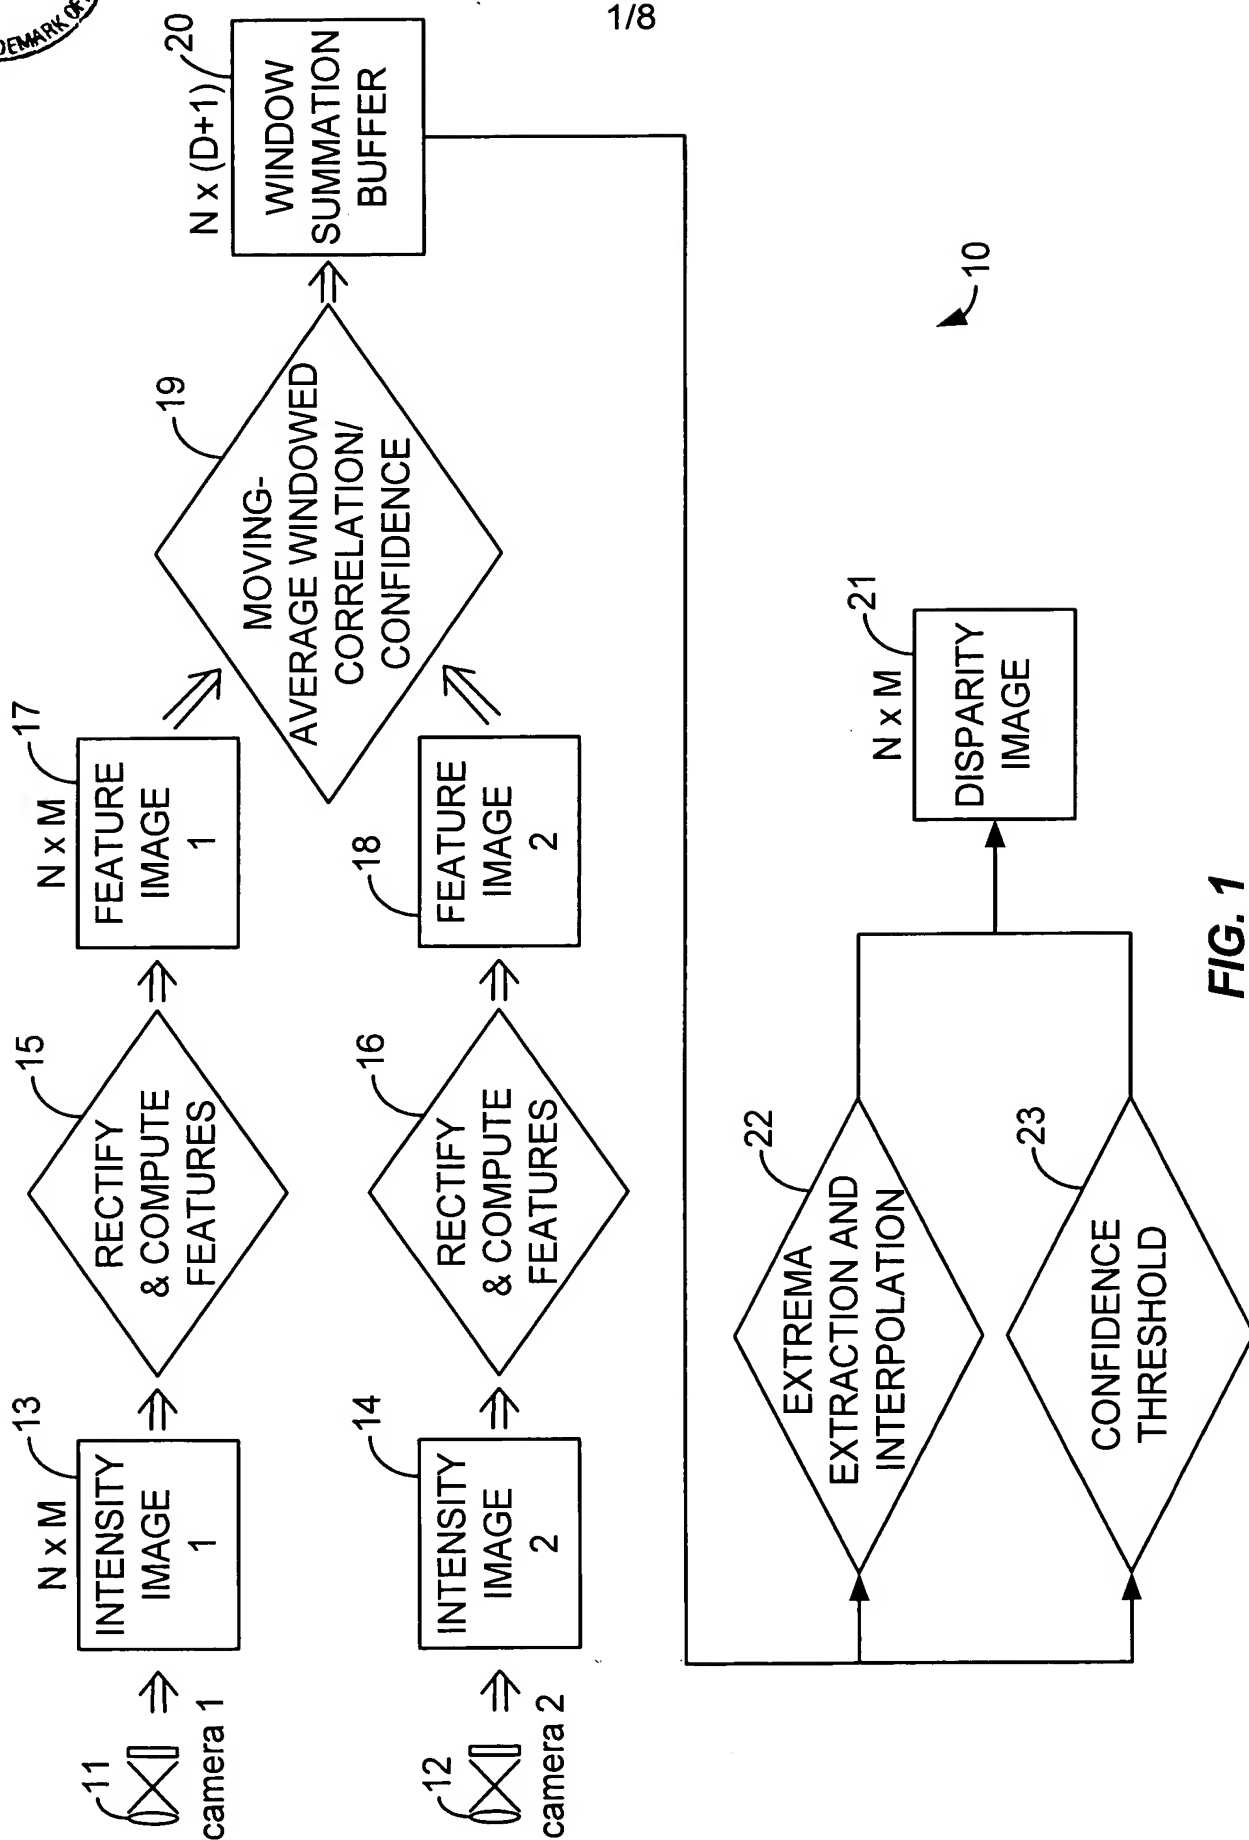 DEMARK OF
1/8
11
camera 1
N x M
13
INTENSITY
IMAGE
1
15
RECTIFY
& COMPUTE
FEATURES
N x M
17
FEATURE
IMAGE
1
12
camera 2
14
INTENSITY
IMAGE
2
16
RECTIFY
& COMPUTE
FEATURES
18
FEATURE
IMAGE
2
19
MOVING-
AVERAGE WINDOWED
CORRELATION/
CONFIDENCE
N x (D+1)
20
WINDOW
SUMMATION
BUFFER
22
EXTREMA
EXTRACTION AND
INTERPOLATION
23
CONFIDENCE
THRESHOLD
N x M
21
DISPARITY
IMAGE
10
FIG. 1